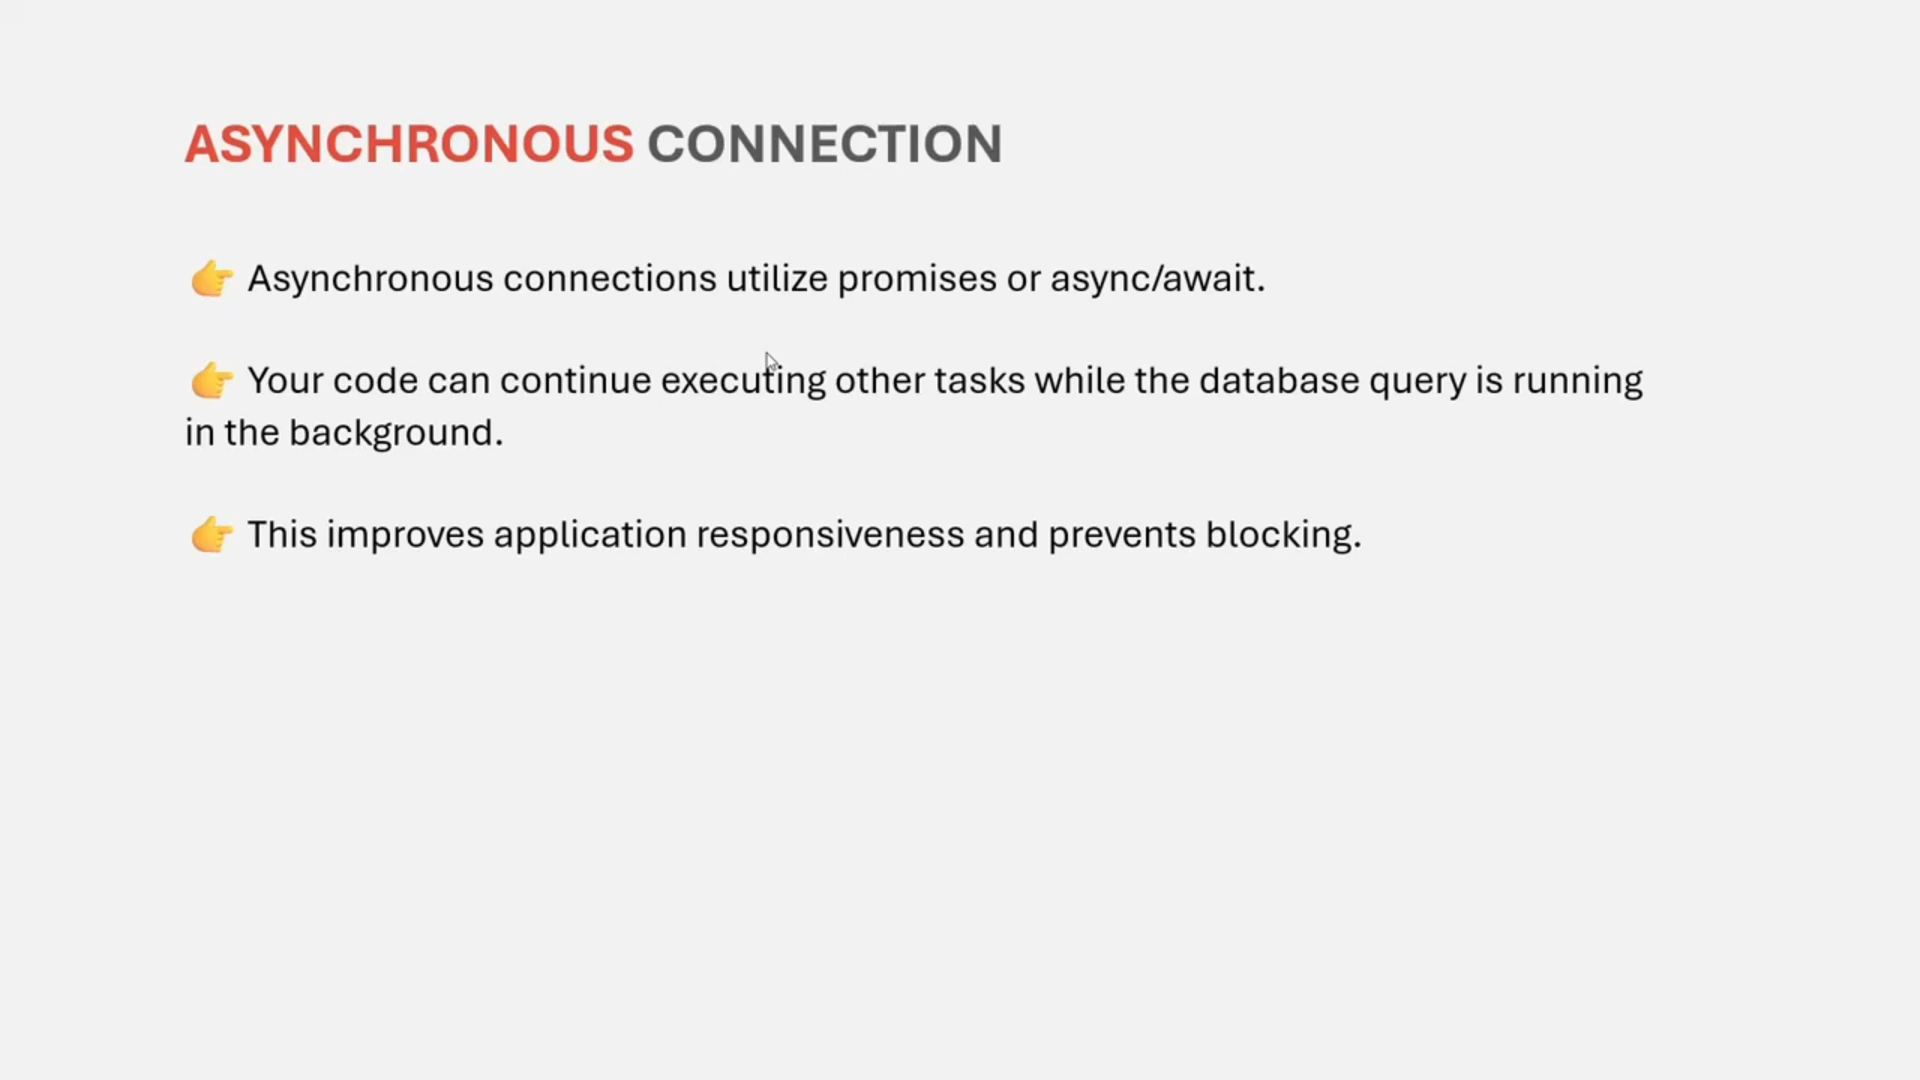 ASYNCHRONOUS CONNECTION
👉 Asynchronous connections utilize promises or async/await.
👉 Your code can continue executing other tasks while the database query is running
in the background.
👉 This improves application responsiveness and prevents blocking.